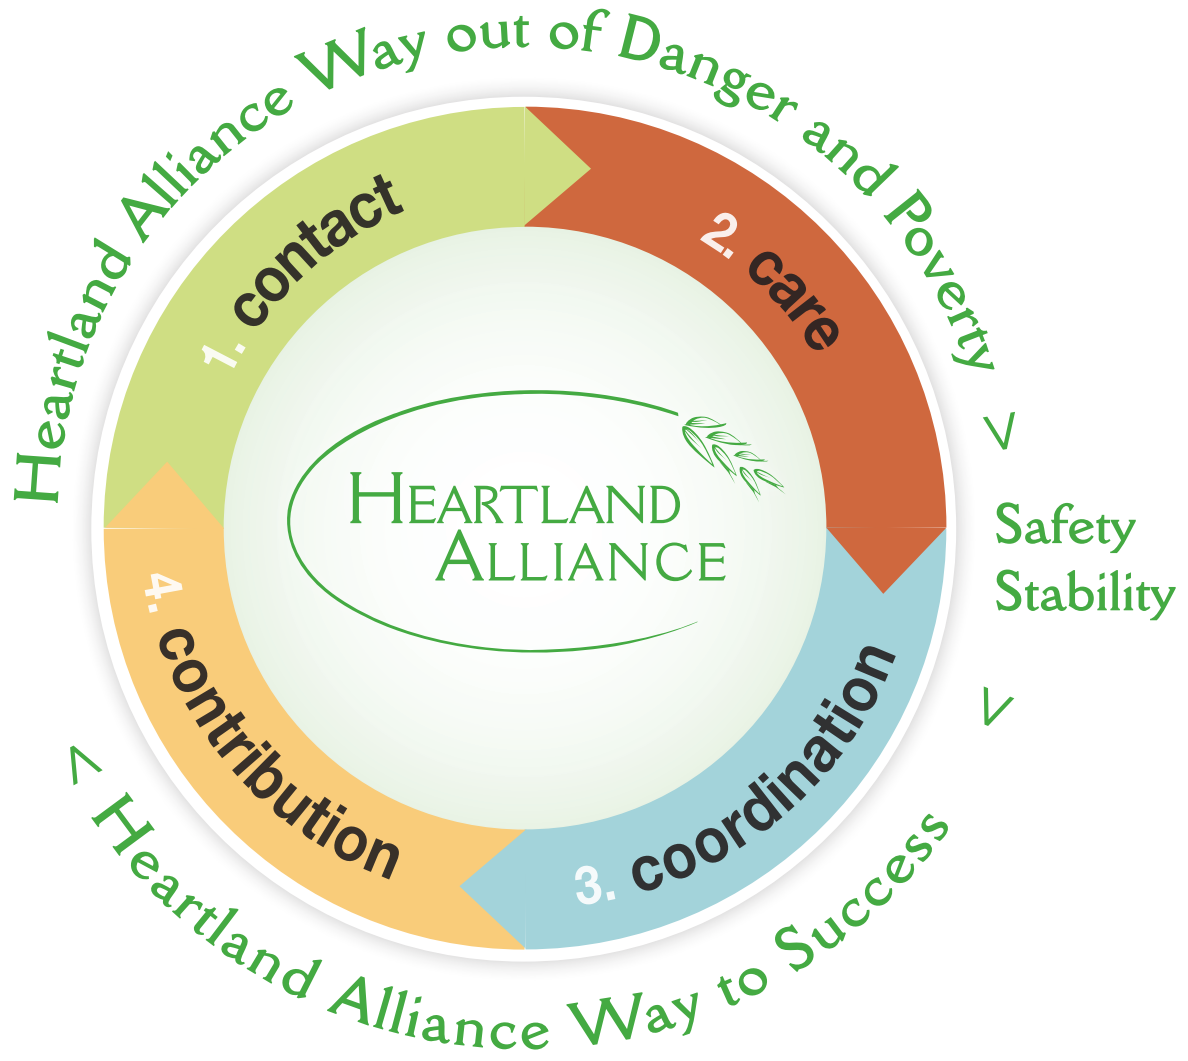 Heartland Alliance Way out of Danger and Poverty >
Safety
Stability
>
Heartland Alliance Way to Success
>
1. contact
2. care
3. coordination
4. contribution
HEARTLAND
ALLIANCE